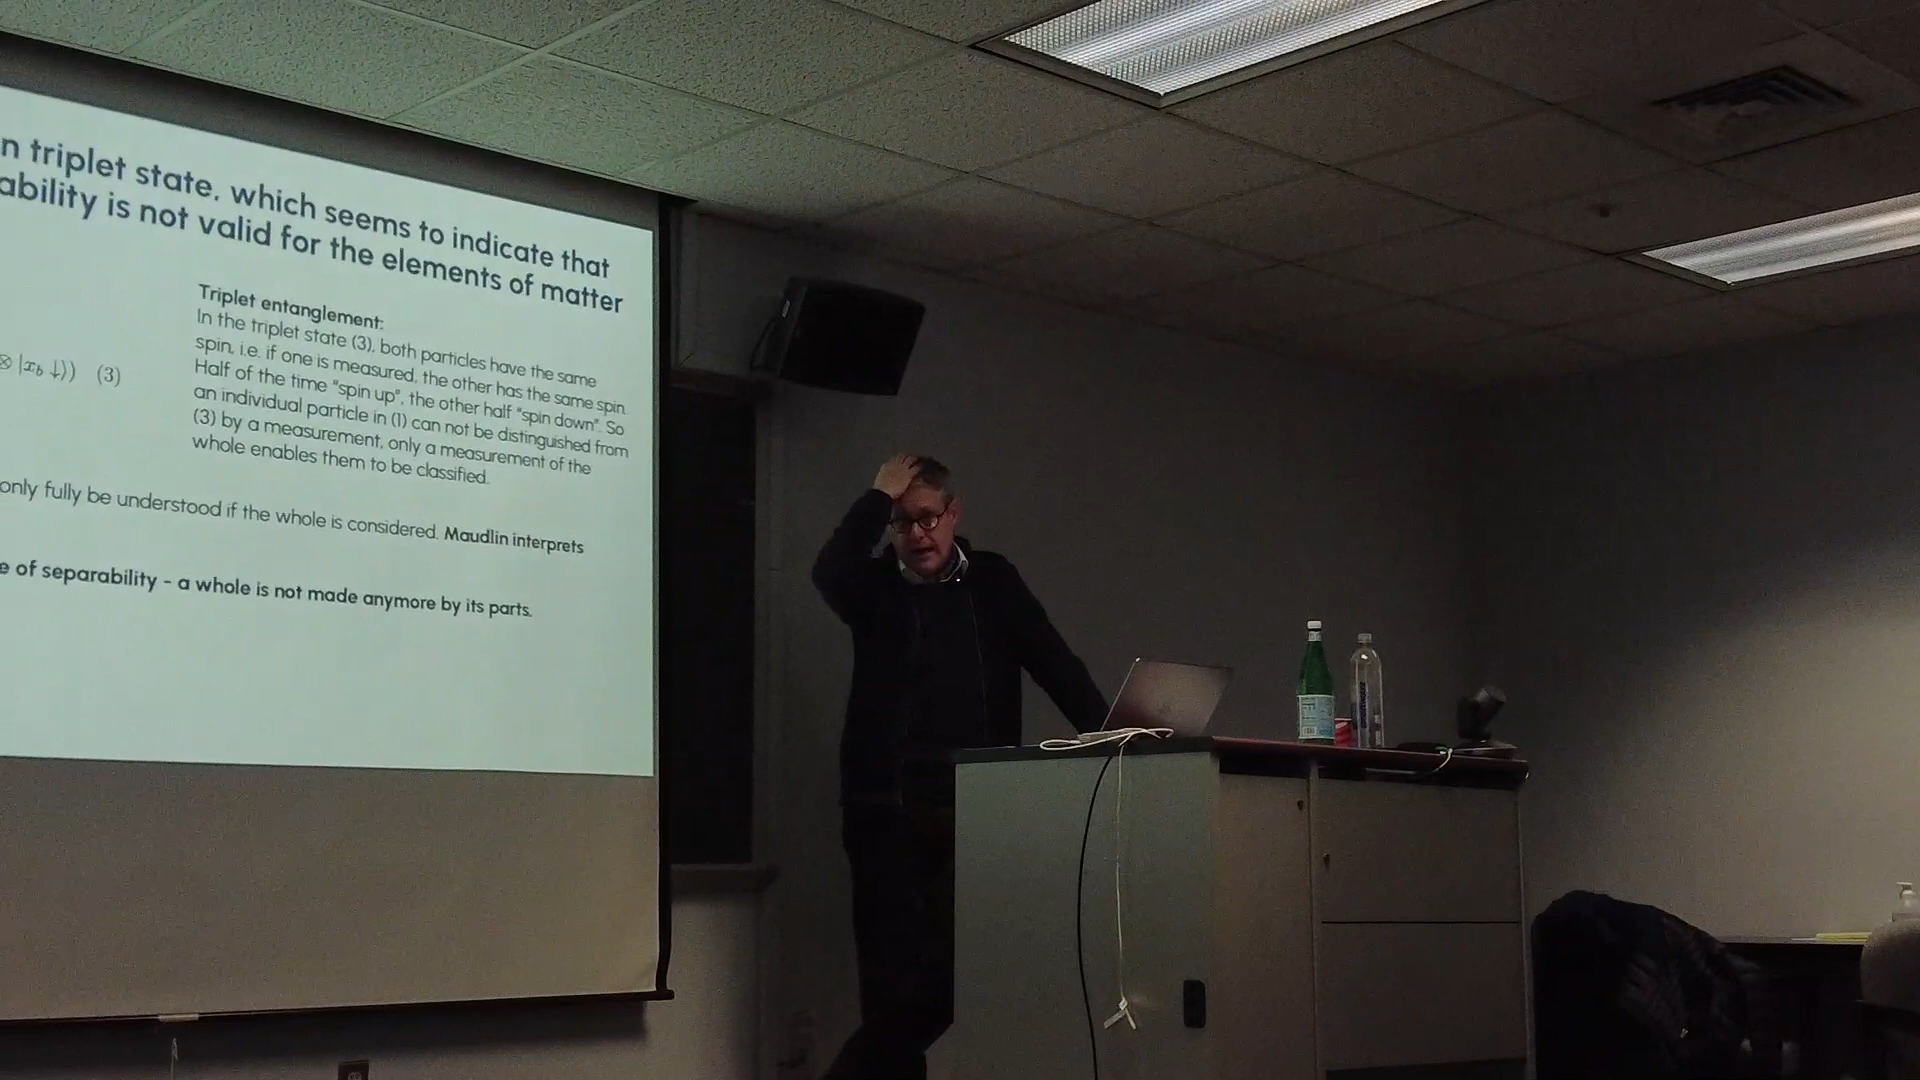 n triplet state, which seems to indicate that
ability is not valid for the elements of matter
Triplet entanglement:
In the triplet state (3), both particles have the same
spin, i.e. if one is measured, the other has the same spin.
Half of the time "spin up", the other half "spin down". So
an individual particle in (1) can not be distinguished from
(3) by a measurement, only a measurement of the
whole enables them to be classified.
⊗ |x_b ↓⟩) (3)
only fully be understood if the whole is considered. Maudlin interprets
e of separability - a whole is not made anymore by its parts.